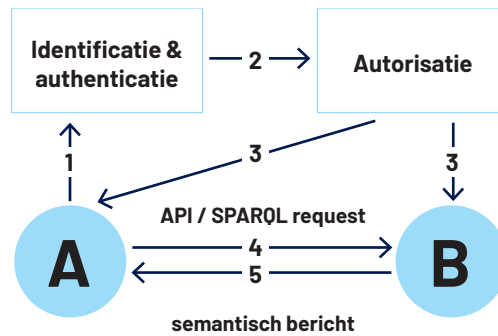 Identificatie &
authenticatie
2
Autorisatie
1
3
3
API / SPARQL request
A
4
B
5
semantisch bericht